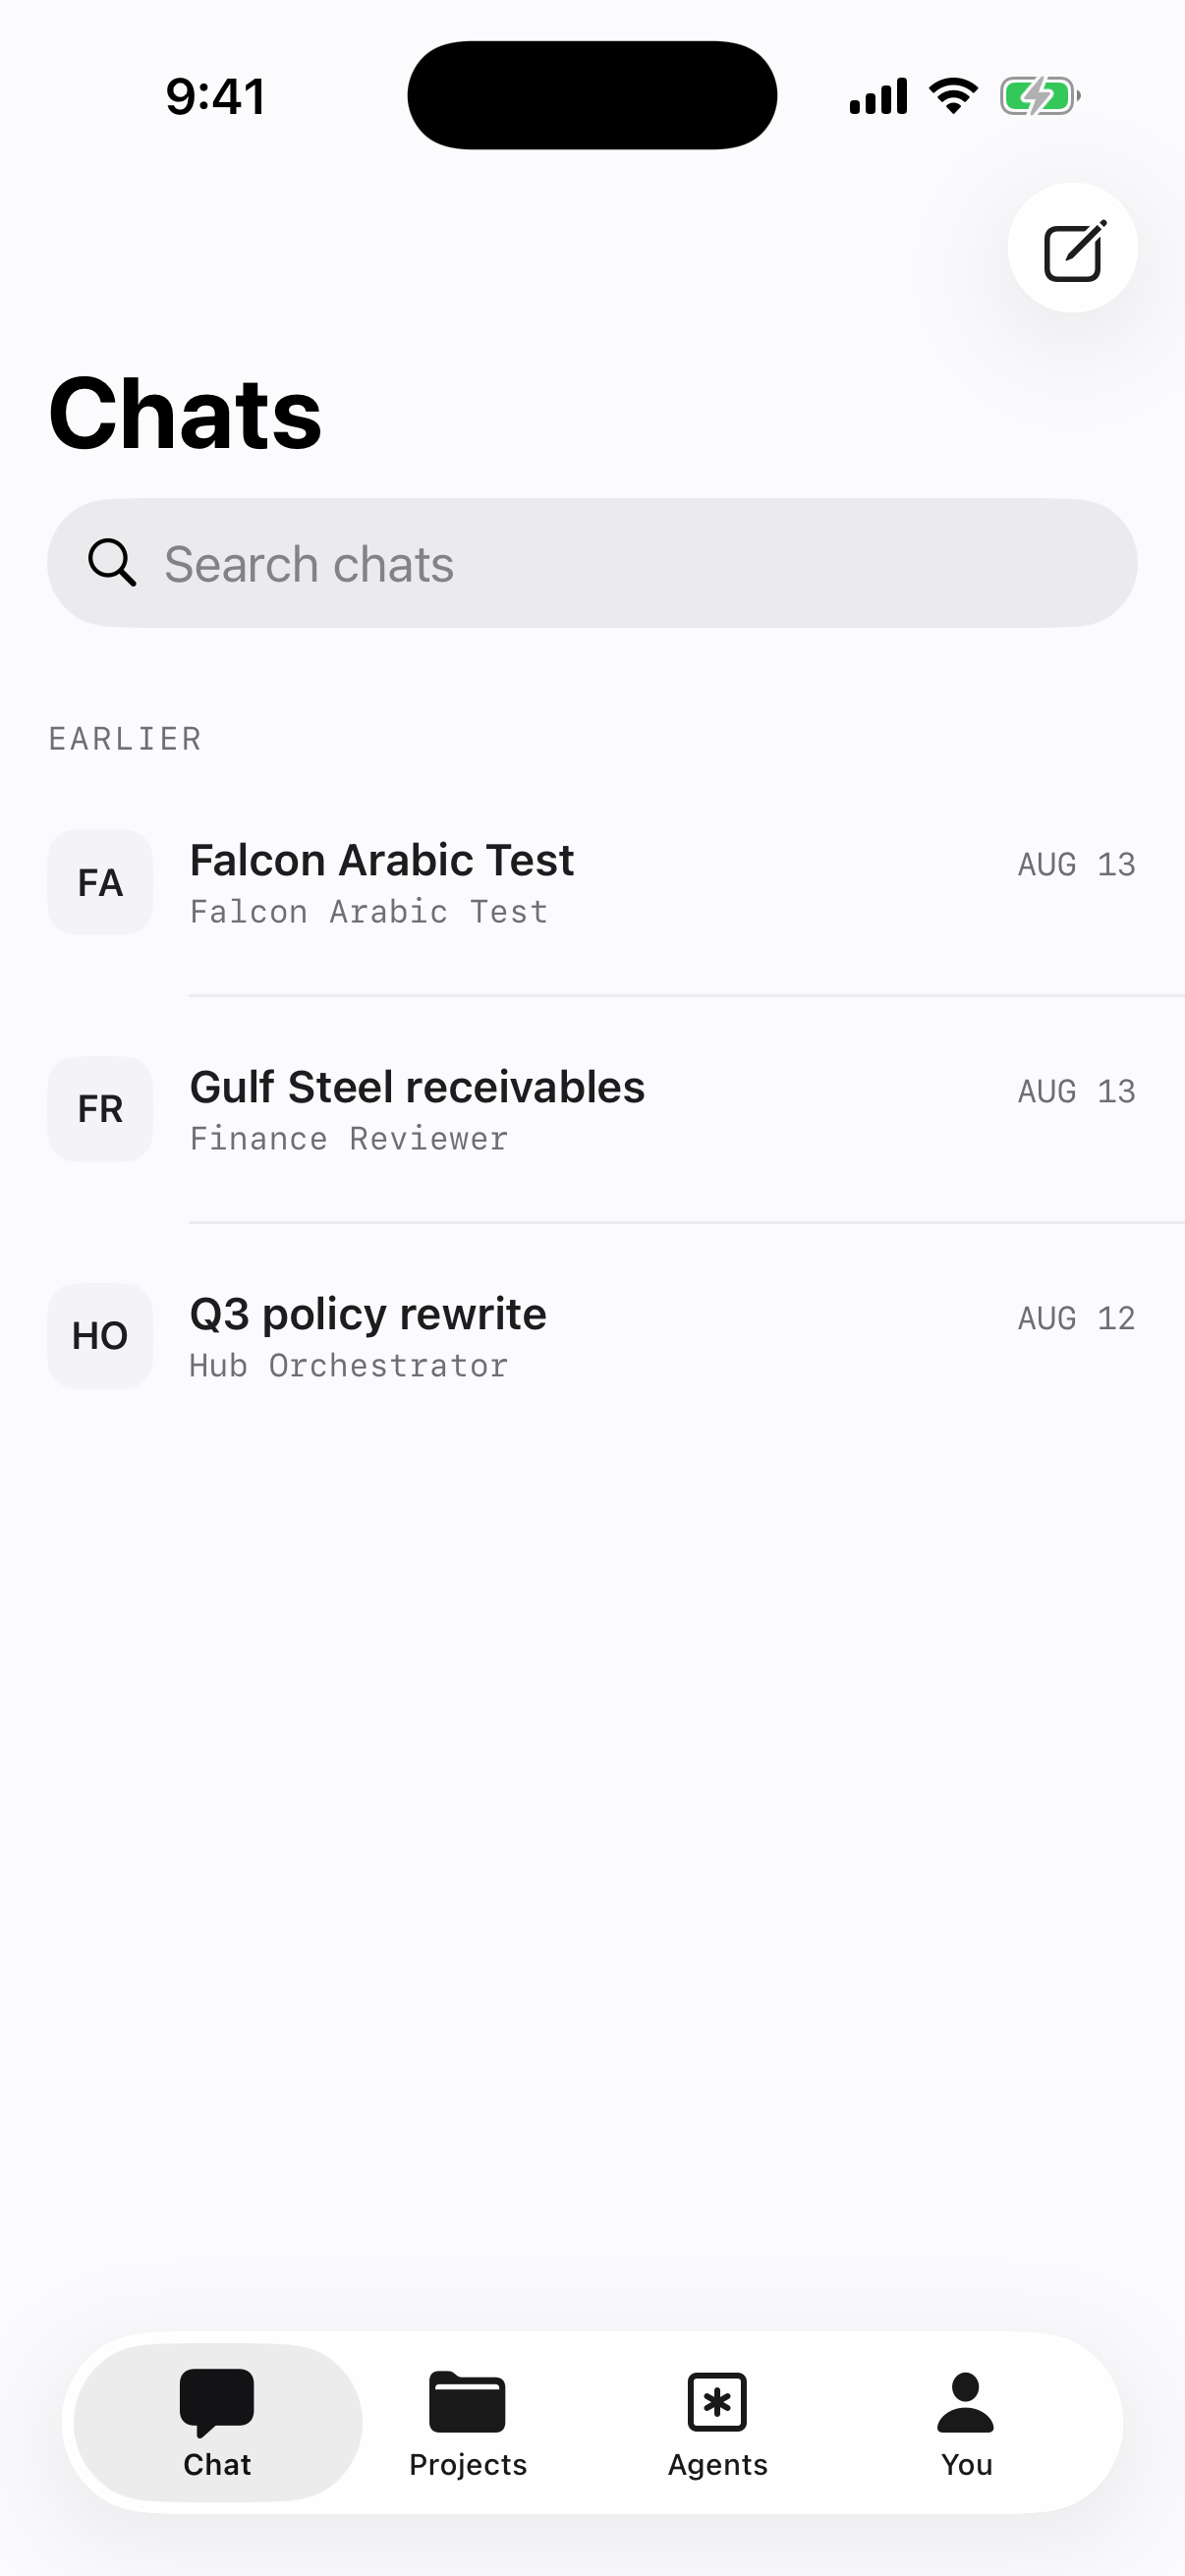 9:41
Chats
Search chats
EARLIER
FA
Falcon Arabic Test
AUG 13
Falcon Arabic Test
FR
Gulf Steel receivables
AUG 13
Finance Reviewer
HO
Q3 policy rewrite
AUG 12
Hub Orchestrator
Chat
Projects
Agents
You